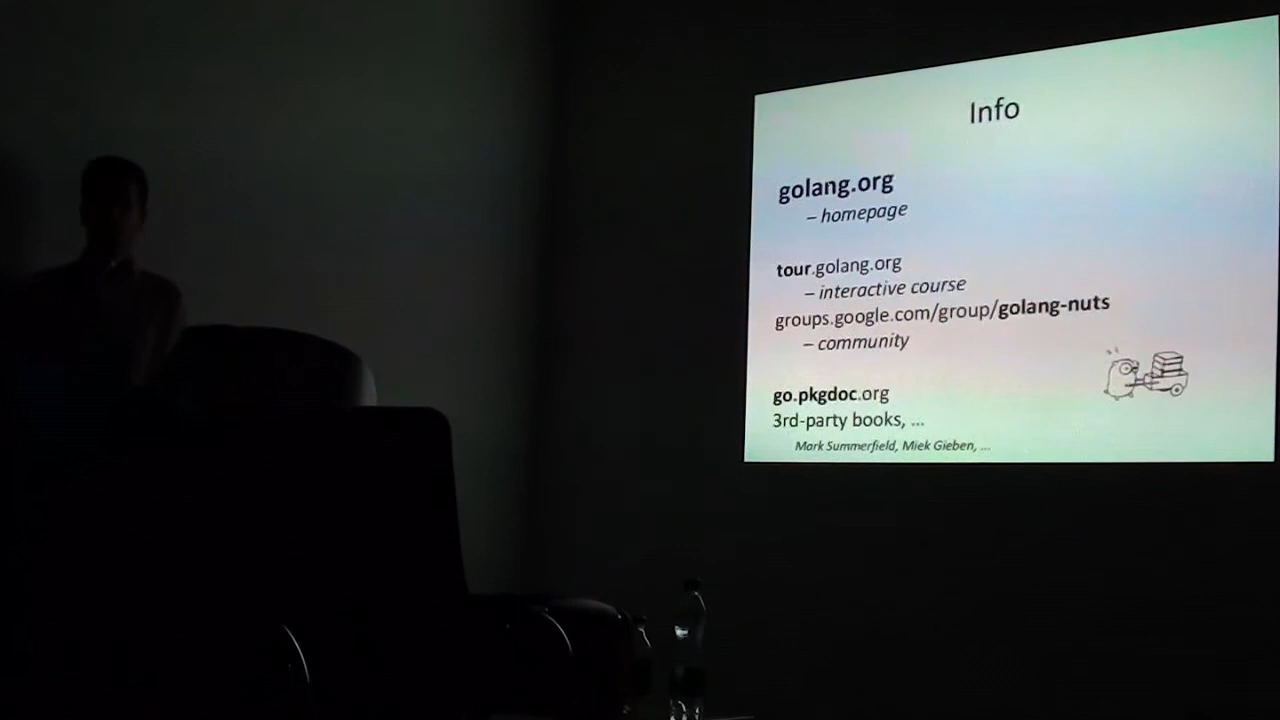 Info
golang.org
– homepage
tour.golang.org
– interactive course
groups.google.com/group/golang-nuts
– community
go.pkgdoc.org
3rd-party books, ...
Mark Summerfield, Miek Gieben, ...